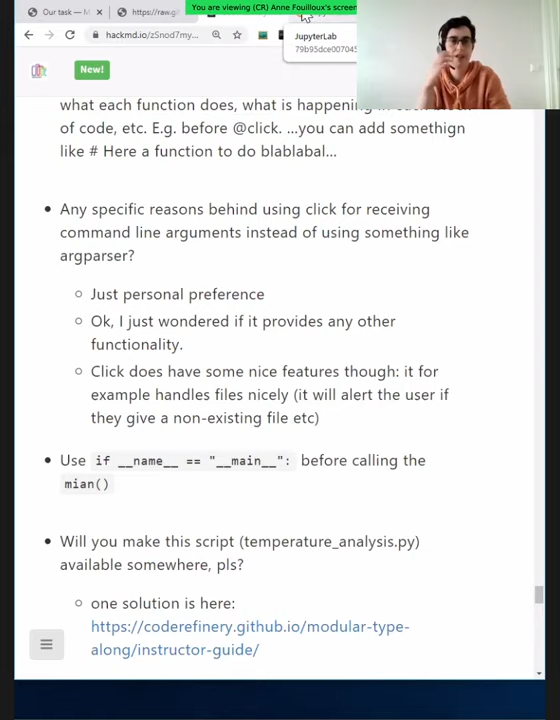 You are viewing (CR) Anne Fouilloux's screen
Our task — M
https://raw.gi
hackmd.io/zSnod7my...
JupyterLab
79b95dce007045
New!
what each function does, what is happening in each block
of code, etc. E.g. before @click. ...you can add somethign
like # Here a function to do blablabal...
Any specific reasons behind using click for receiving
command line arguments instead of using something like
argparser?
Just personal preference
Ok, I just wondered if it provides any other
functionality.
Click does have some nice features though: it for
example handles files nicely (it will alert the user if
they give a non-existing file etc)
Use if __name__ == "__main__": before calling the
mian()
Will you make this script (temperature_analysis.py)
available somewhere, pls?
one solution is here:
https://coderefinery.github.io/modular-type-
along/instructor-guide/